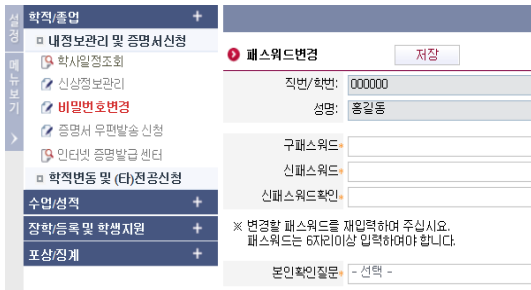 설정
메뉴보기
학적/졸업 +
내정보관리 및 증명서신청
학사일정조회
신상정보관리
비밀번호변경
증명서 우편발송 신청
인터넷 증명발급 센터
학적변동 및 (타)전공신청
수업/성적 +
장학/등록 및 학생지원 +
포상/징계 +
패스워드변경 저장
직번/학번: 000000
성명: 홍길동
구패스워드*
신패스워드*
신패스워드확인*
※ 변경할 패스워드를 재입력하여 주십시요.
패스워드는 6자리이상 입력하여야 합니다.
본인확인질문* - 선택 -